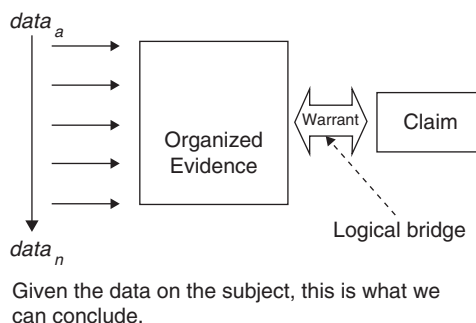 data a
Organized
Evidence
Warrant
Claim
Logical bridge
data n
Given the data on the subject, this is what we
can conclude.